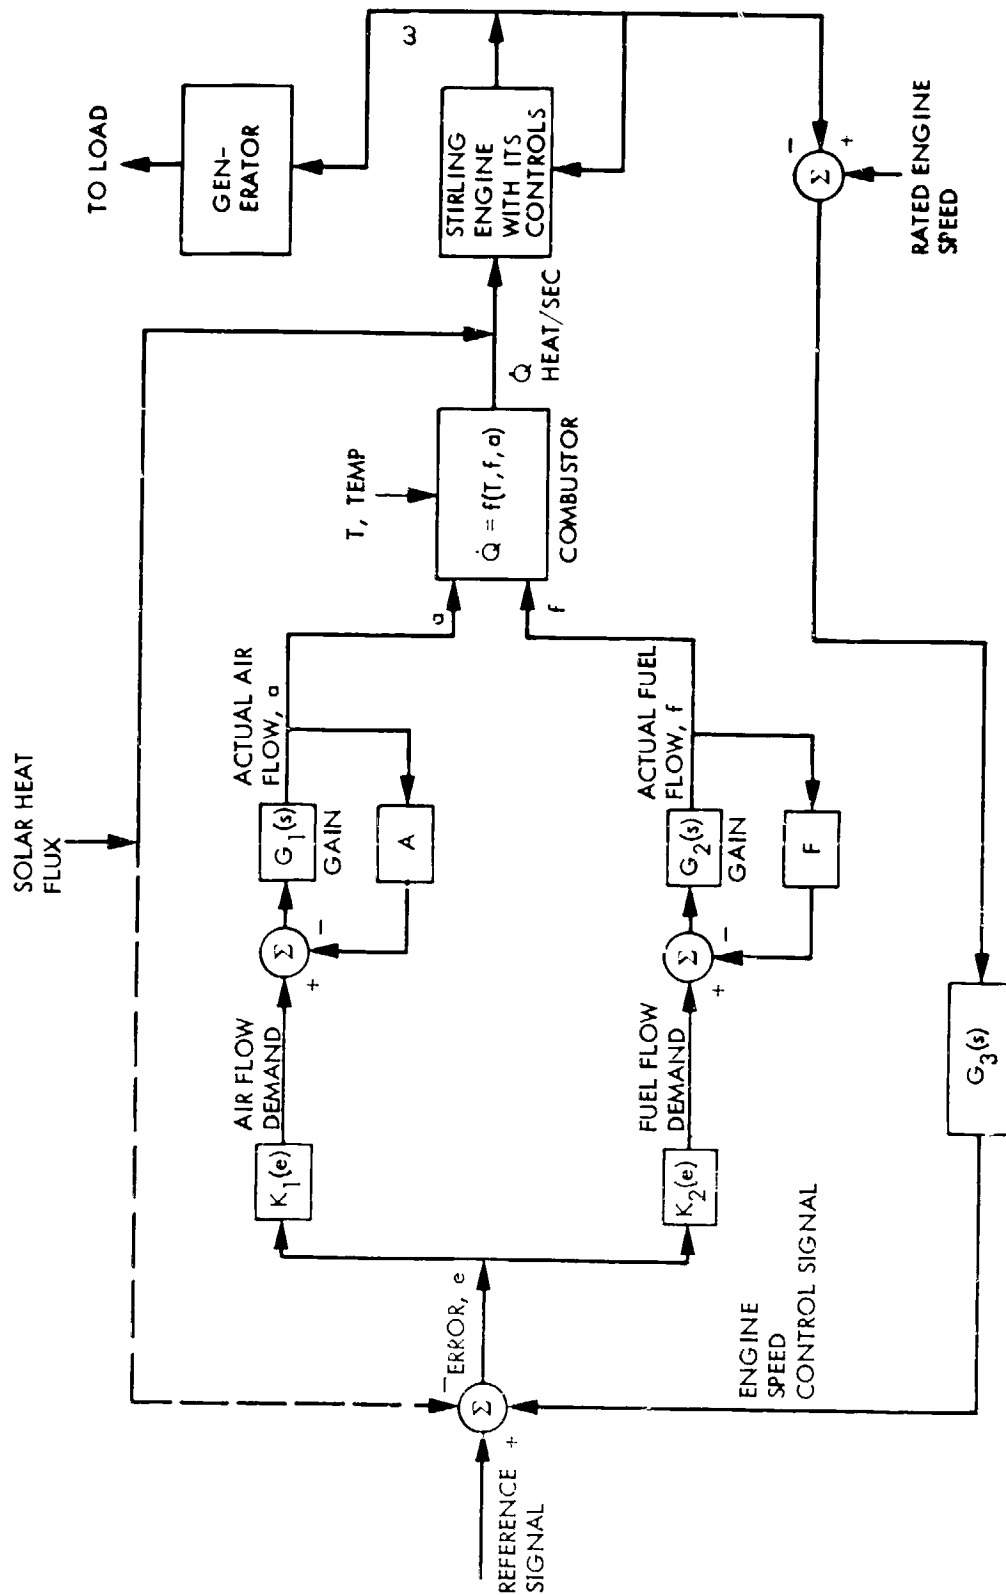 SOLAR HEAT
FLUX
TO LOAD
GEN-
ERATOR
ω
AIR FLOW
DEMAND
K1(e)
Σ
+
−
G1(s)
GAIN
A
ACTUAL AIR
FLOW, a
a
T, TEMP
Q̇ = f(T, f, a)
COMBUSTOR
Q̇
HEAT/SEC
STIRLING
ENGINE
WITH ITS
CONTROLS
REFERENCE
SIGNAL
+
Σ
−
ERROR, e
FUEL FLOW
DEMAND
K2(e)
Σ
+
−
G2(s)
GAIN
F
ACTUAL FUEL
FLOW, f
f
ENGINE
SPEED
CONTROL SIGNAL
G3(s)
Σ
−
+
RATED ENGINE
SPEED